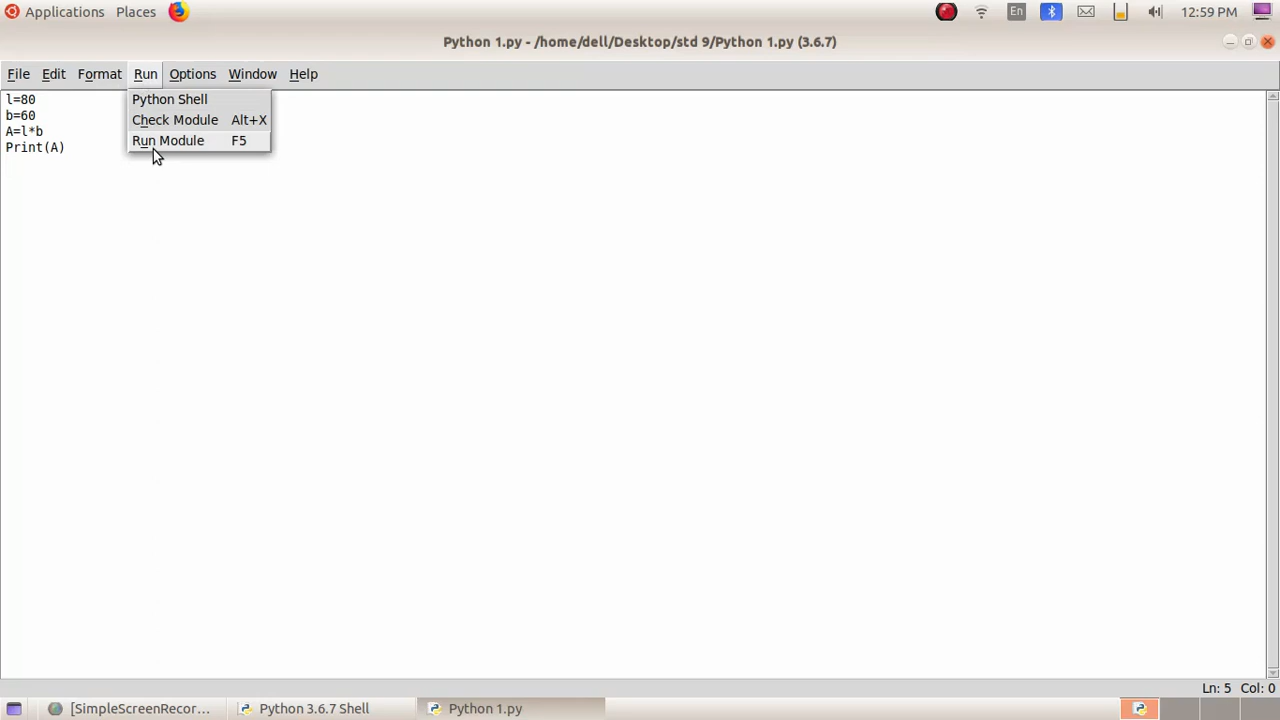 Applications Places En 12:59 PM
Python 1.py - /home/dell/Desktop/std 9/Python 1.py (3.6.7)
File Edit Format Run Options Window Help
l=80
b=60
A=l*b
Print(A)
Python Shell
Check Module Alt+X
Run Module F5
Ln: 5 Col: 0
[SimpleScreenRecor... Python 3.6.7 Shell Python 1.py